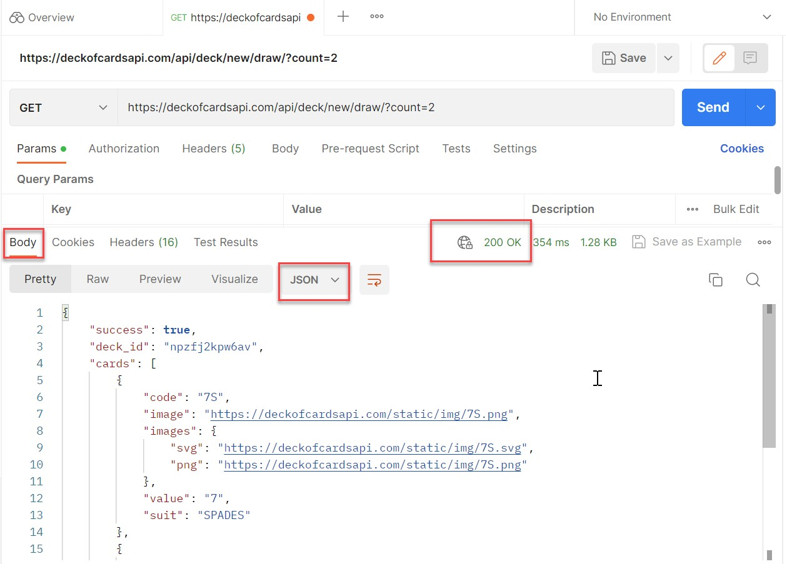 Overview GET https://deckofcardsapi No Environment
https://deckofcardsapi.com/api/deck/new/draw/?count=2 Save
GET https://deckofcardsapi.com/api/deck/new/draw/?count=2 Send
Params Authorization Headers (5) Body Pre-request Script Tests Settings Cookies
Query Params
Key Value Description Bulk Edit
Body Cookies Headers (16) Test Results 200 OK 354 ms 1.28 KB Save as Example
Pretty Raw Preview Visualize JSON
1 {
2 "success": true,
3 "deck_id": "npzfj2kpw6av",
4 "cards": [
5 {
6 "code": "7S",
7 "image": "https://deckofcardsapi.com/static/img/7S.png",
8 "images": {
9 "svg": "https://deckofcardsapi.com/static/img/7S.svg",
10 "png": "https://deckofcardsapi.com/static/img/7S.png"
11 },
12 "value": "7",
13 "suit": "SPADES"
14 },
15 {